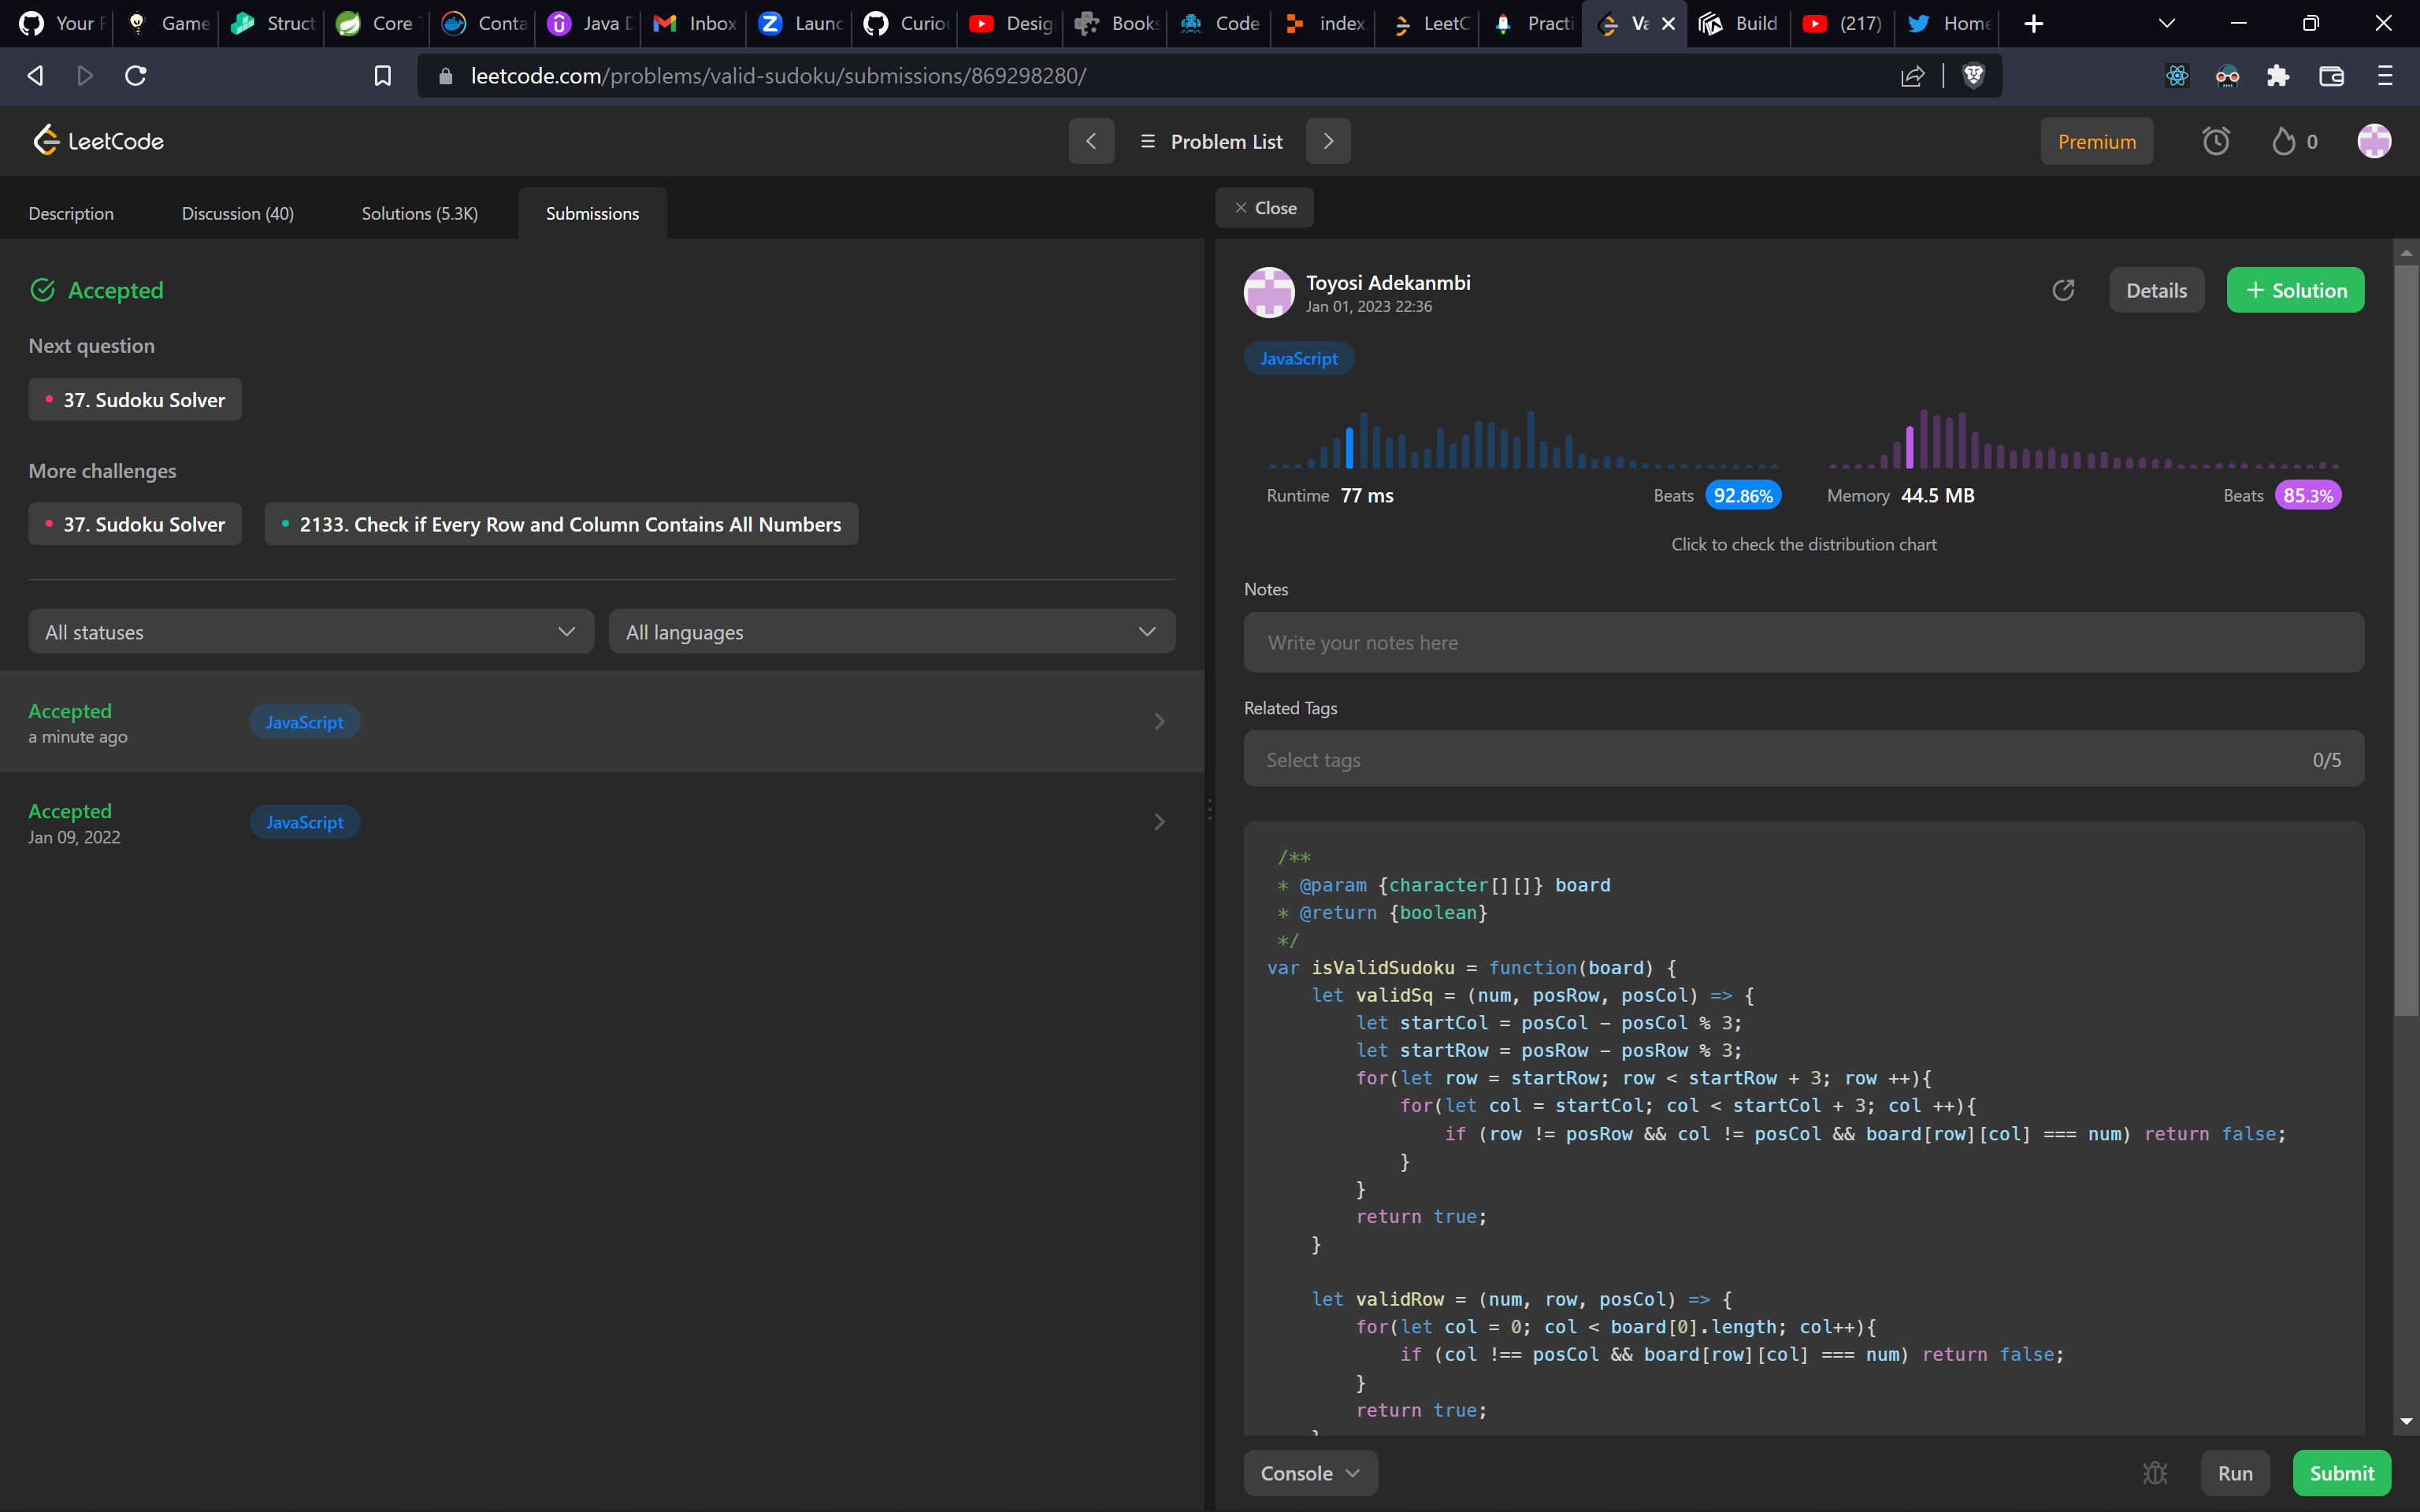 Your
Game
Struct
Core
Conta
Java D
Inbox
Launc
Curio
Desig
Books
Code
index.
LeetC
Practi
Va
Build
(217)
Home
leetcode.com/problems/valid-sudoku/submissions/869298280/
LeetCode
Problem List
Premium
0
Description
Discussion (40)
Solutions (5.3K)
Submissions
Close
Accepted
Next question
37. Sudoku Solver
More challenges
37. Sudoku Solver
2133. Check if Every Row and Column Contains All Numbers
All statuses
All languages
Accepted
a minute ago
JavaScript
Accepted
Jan 09, 2022
JavaScript
Toyosi Adekanmbi
Jan 01, 2023 22:36
Details
+ Solution
JavaScript
Runtime 77 ms
Beats 92.86%
Memory 44.5 MB
Beats 85.3%
Click to check the distribution chart
Notes
Write your notes here
Related Tags
Select tags
0/5
/**
* @param {character[][]} board
* @return {boolean}
*/
var isValidSudoku = function(board) {
let validSq = (num, posRow, posCol) => {
let startCol = posCol - posCol % 3;
let startRow = posRow - posRow % 3;
for(let row = startRow; row < startRow + 3; row ++){
for(let col = startCol; col < startCol + 3; col ++){
if (row != posRow && col != posCol && board[row][col] === num) return false;
}
}
return true;
}
let validRow = (num, row, posCol) => {
for(let col = 0; col < board[0].length; col++){
if (col !== posCol && board[row][col] === num) return false;
}
return true;
Console
Run
Submit